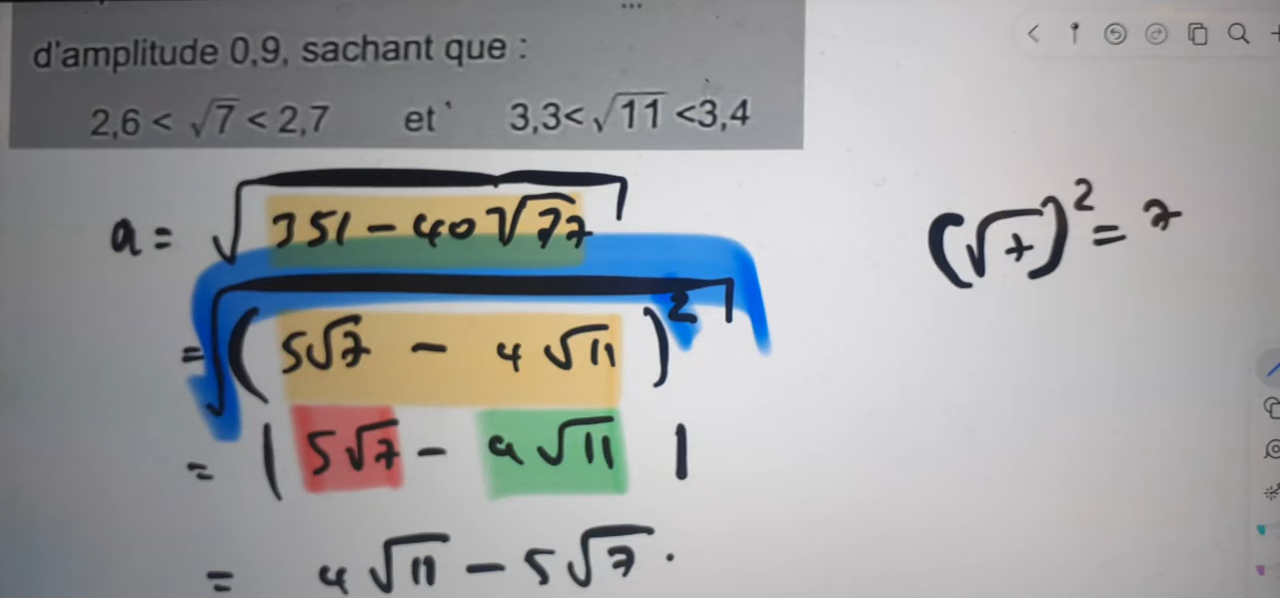 d'amplitude 0,9, sachant que :
2,6 < √7 < 2,7 et 3,3< √11 <3,4
a = √(351 - 40√77)
(√7)² = 7
= √((5√7 - 4√11)²)
= | 5√7 - 4√11 |
= 4√11 - 5√7 .